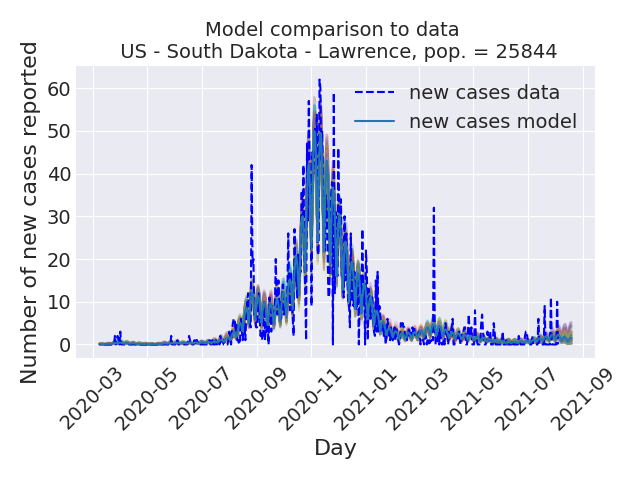 Model comparison to data
US - South Dakota - Lawrence, pop. = 25844
Number of new cases reported
60
50
40
30
20
10
0
new cases data
new cases model
2020-03
2020-05
2020-07
2020-09
2020-11
2021-01
2021-03
2021-05
2021-07
2021-09
Day